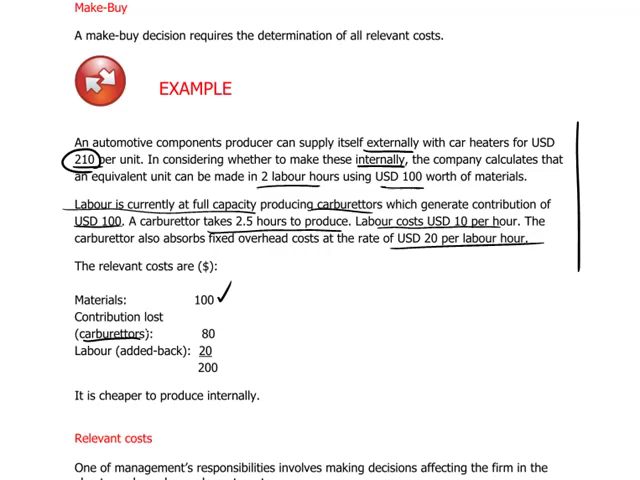 Make-Buy
A make-buy decision requires the determination of all relevant costs.
EXAMPLE
An automotive components producer can supply itself externally with car heaters for USD
210 per unit. In considering whether to make these internally, the company calculates that
an equivalent unit can be made in 2 labour hours using USD 100 worth of materials.
Labour is currently at full capacity producing carburettors which generate contribution of
USD 100. A carburettor takes 2.5 hours to produce. Labour costs USD 10 per hour. The
carburettor also absorbs fixed overhead costs at the rate of USD 20 per labour hour.
The relevant costs are ($):
Materials: 100
Contribution lost
(carburettors): 80
Labour (added-back): 20
200
It is cheaper to produce internally.
Relevant costs
One of management's responsibilities involves making decisions affecting the firm in the